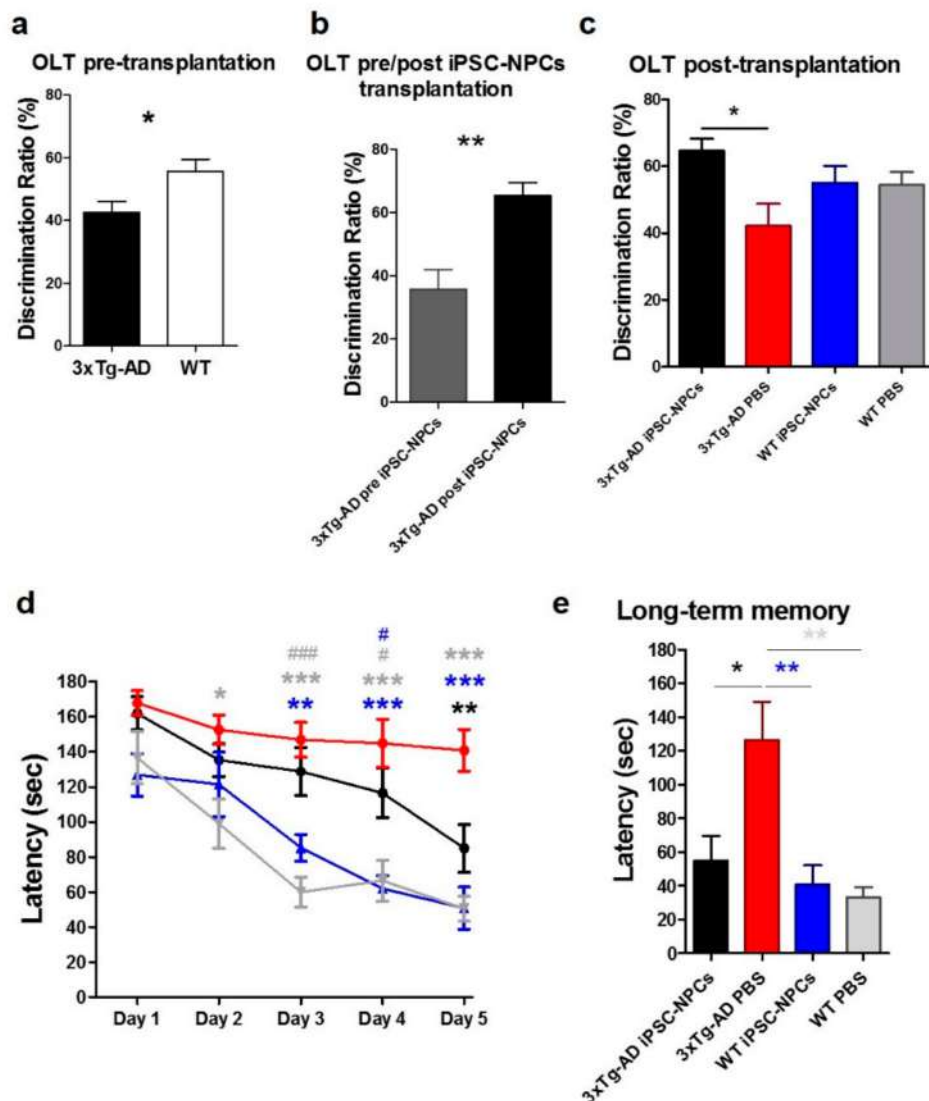 a
OLT pre-transplantation
Discrimination Ratio (%)
80
60
40
20
0
*
3xTg-AD
WT
b
OLT pre/post iPSC-NPCs
transplantation
Discrimination Ratio (%)
80
60
40
20
0
**
3xTg-AD pre iPSC-NPCs
3xTg-AD post iPSC-NPCs
c
OLT post-transplantation
Discrimination Ratio (%)
80
60
40
20
0
*
3xTg-AD iPSC-NPCs
3xTg-AD PBS
WT iPSC-NPCs
WT PBS
d
Latency (sec)
180
160
140
120
100
80
60
40
20
0
*
###
***
**
#
#
***
***
***
***
**
Day 1
Day 2
Day 3
Day 4
Day 5
e
Long-term memory
Latency (sec)
180
160
140
120
100
80
60
40
20
0
**
*
**
3xTg-AD iPSC-NPCs
3xTg-AD PBS
WT iPSC-NPCs
WT PBS